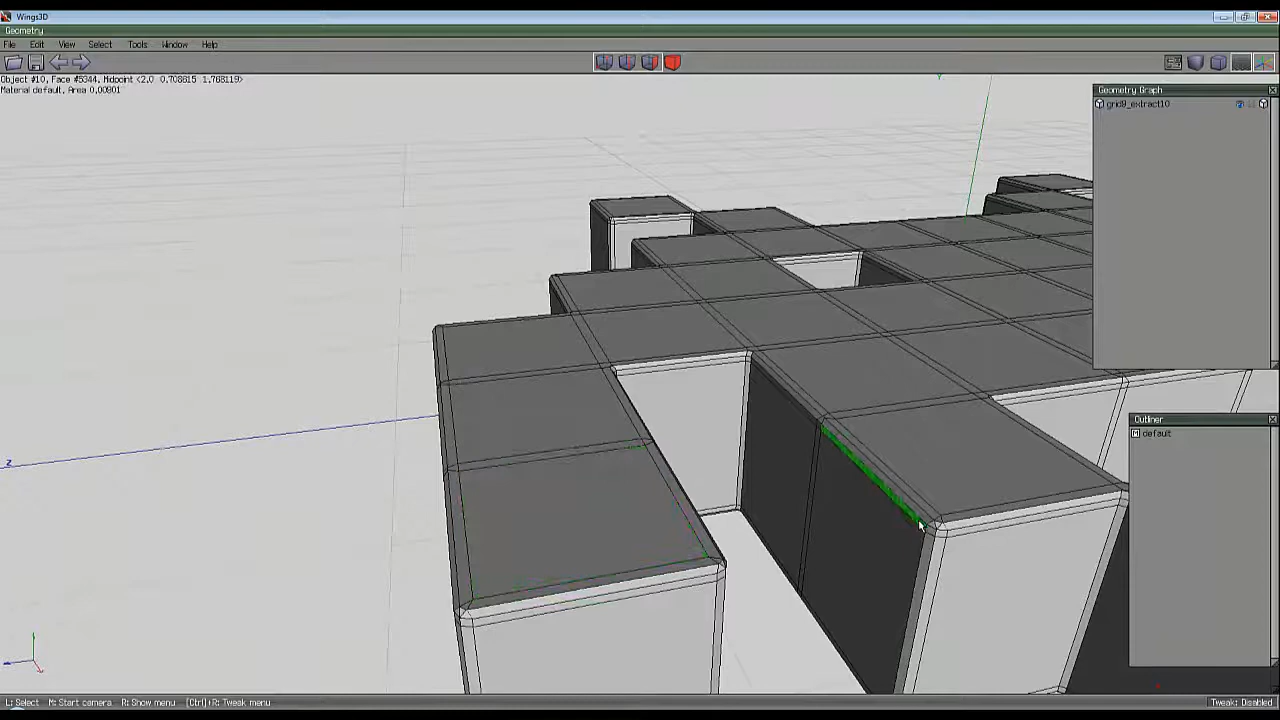 Wings3D
Geometry
File Edit View Select Tools Window Help
Object #10, Face #5344, Midpoint <2.0 0.708615 1.768119>
Material default, Area 0.00801
Geometry Graph
grid9_extract10
Y
Outliner
M default
Z
L: Select M: Start camera R: Show menu [Ctrl]+R: Tweak menu
Tweak: Disabled